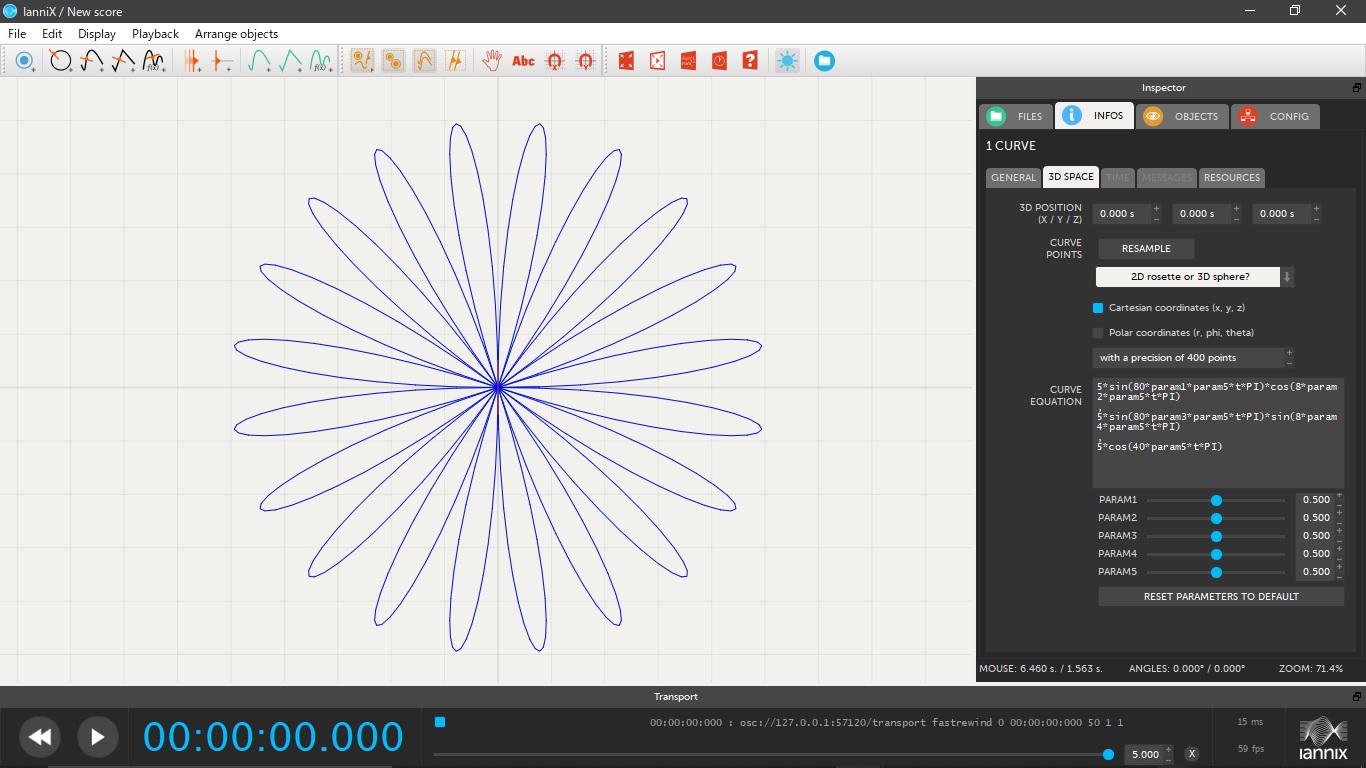 IanniX / New score
File Edit Display Playback Arrange objects
f(x) Abc f(x) ?
Inspector
FILES INFOS OBJECTS CONFIG
1 CURVE
GENERAL 3D SPACE TIME MESSAGES RESOURCES
3D POSITION
(X / Y / Z)
0.000 s 0.000 s 0.000 s
CURVE
POINTS
RESAMPLE
2D rosette or 3D sphere?
Cartesian coordinates (x, y, z)
Polar coordinates (r, phi, theta)
with a precision of 400 points
CURVE
EQUATION
5*sin(80*param1*param5*t*PI)*cos(8*param
2*param5*t*PI)
,
5*sin(80*param3*param5*t*PI)*sin(8*param
4*param5*t*PI)
,
5*cos(40*param5*t*PI)
PARAM1 0.500
PARAM2 0.500
PARAM3 0.500
PARAM4 0.500
PARAM5 0.500
RESET PARAMETERS TO DEFAULT
MOUSE: 6.460 s. / 1.563 s. ANGLES: 0.000° / 0.000° ZOOM: 71.4%
Transport
00:00:00.000
00:00:00:000 : osc://127.0.0.1:57120/transport fastrewind 0 00:00:00:000 50 1 1
5.000 X
15 ms
59 fps
iannix